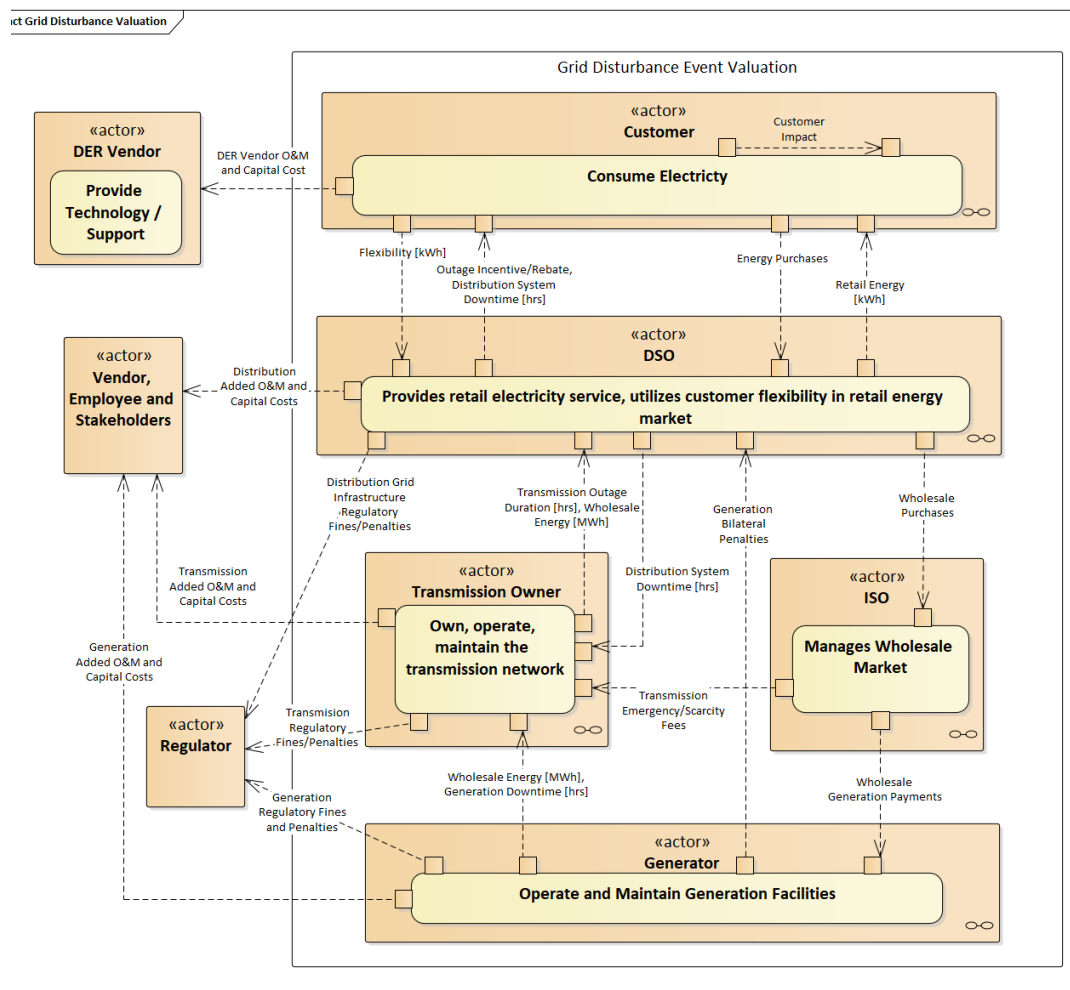 ct Grid Disturbance Valuation
Grid Disturbance Event Valuation
«actor»
DER Vendor
Provide
Technology /
Support
DER Vendor O&M
and Capital Cost
«actor»
Customer
Customer
Impact
Consume Electricty
Flexibility [kWh]
Outage Incentive/Rebate,
Distribution System
Downtime [hrs]
Energy Purchases
Retail Energy
[kWh]
«actor»
Vendor,
Employee and
Stakeholders
Distribution
Added O&M and
Capital Costs
«actor»
DSO
Provides retail electricity service, utilizes customer flexibility in retail energy
market
Distribution Grid
Infrastructure
Regulatory
Fines/Penalties
Transmission Outage
Duration [hrs], Wholesale
Energy [MWh]
Generation
Bilateral
Penalties
Wholesale
Purchases
Distribution System
Downtime [hrs]
Transmission
Added O&M and
Capital Costs
«actor»
Transmission Owner
Own, operate,
maintain the
transmission network
«actor»
ISO
Manages Wholesale
Market
Generation
Added O&M and
Capital Costs
Transmission
Emergency/Scarcity
Fees
«actor»
Regulator
Transmision
Regulatory
Fines/Penalties
Wholesale Energy [MWh],
Generation Downtime [hrs]
Wholesale
Generation Payments
Generation
Regulatory Fines
and Penalties
«actor»
Generator
Operate and Maintain Generation Facilities